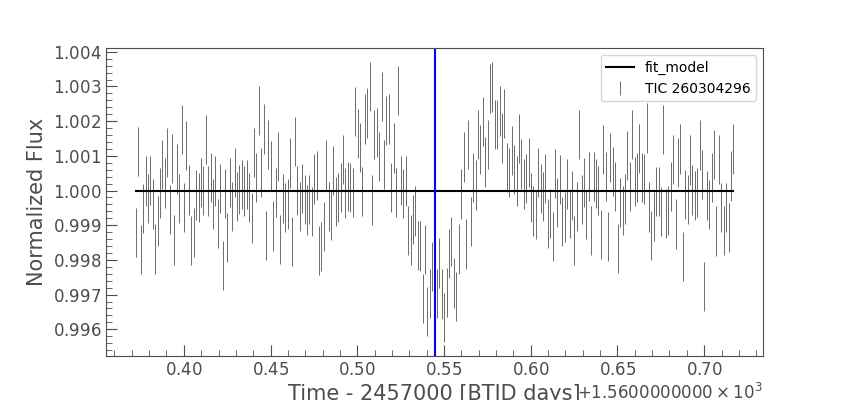 1.004
1.003
1.002
1.001
1.000
0.999
0.998
0.997
0.996
Normalized Flux
fit_model
TIC 260304296
0.40 0.45 0.50 0.55 0.60 0.65 0.70
Time - 2457000 [BTJD days]
+1.5600000000 × 10³